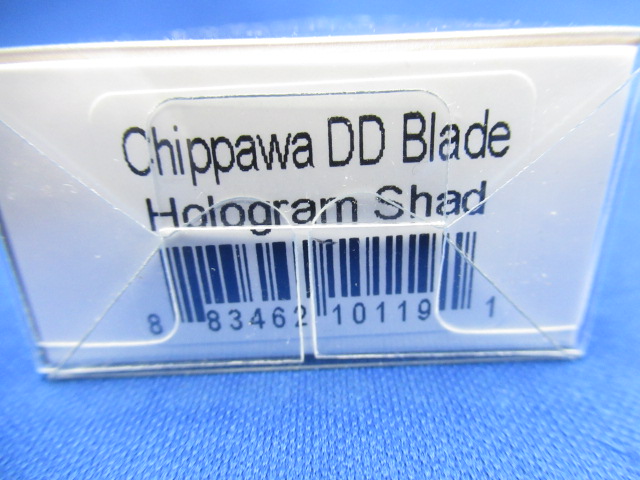 Chippawa DD Blade
Hologram Shad
8 83462 10119 1